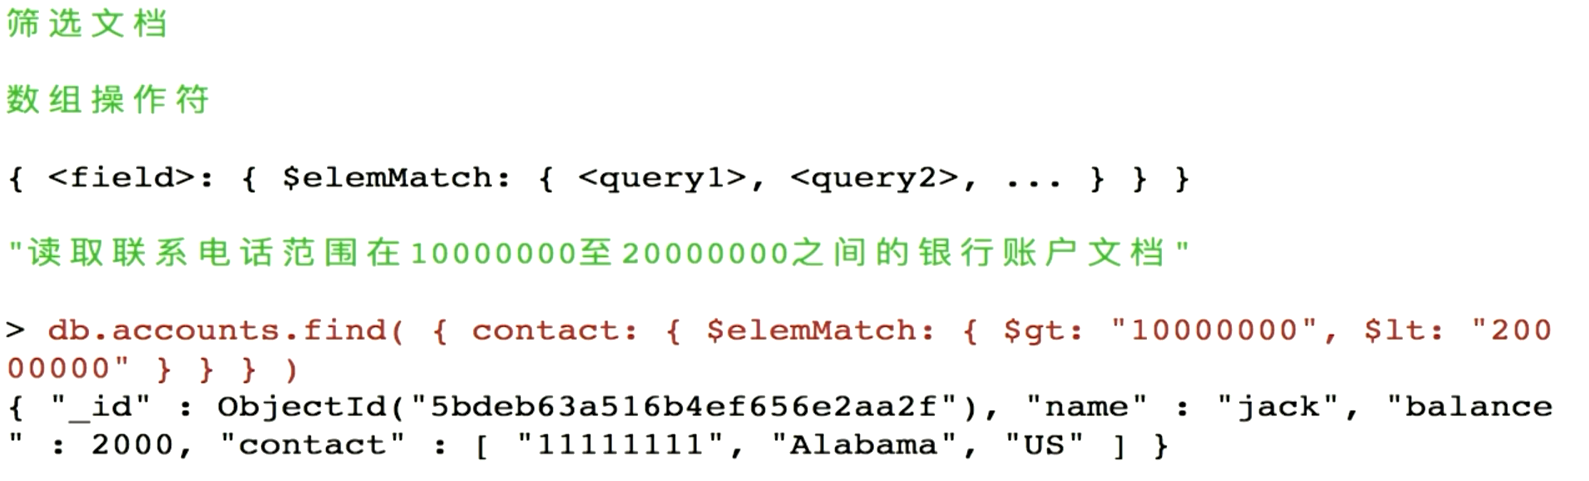 筛选文档
数组操作符
{ <field>: { $elemMatch: { <query1>, <query2>, ... } } }
"读取联系电话范围在10000000至20000000之间的银行账户文档"
> db.accounts.find( { contact: { $elemMatch: { $gt: "10000000", $lt: "200
00000" } } } )
{ "_id" : ObjectId("5bdeb63a516b4ef656e2aa2f"), "name" : "jack", "balance
" : 2000, "contact" : [ "11111111", "Alabama", "US" ] }